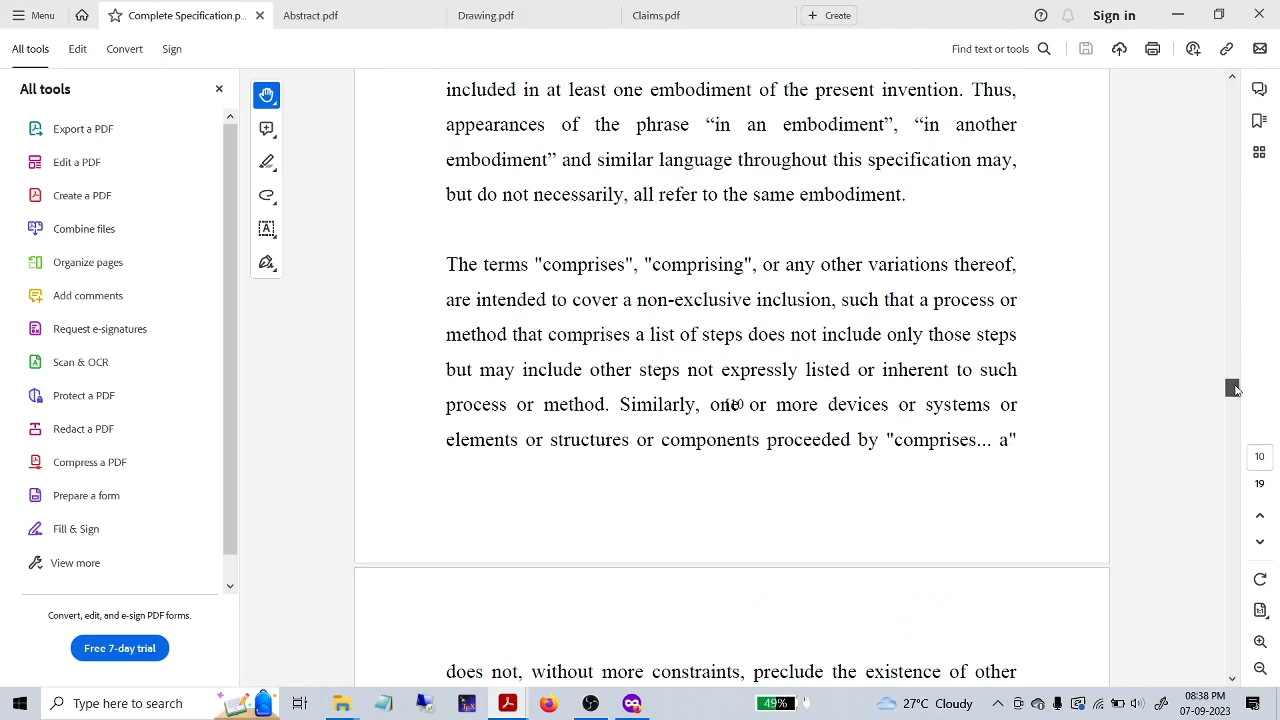 Menu
Complete Specification.p...
Abstract.pdf
Drawing.pdf
Claims.pdf
Create
Sign in
All tools
Edit
Convert
Sign
Find text or tools
All tools
Export a PDF
Edit a PDF
Create a PDF
Combine files
Organize pages
Add comments
Request e-signatures
Scan & OCR
Protect a PDF
Redact a PDF
Compress a PDF
Prepare a form
Fill & Sign
View more
Convert, edit, and e-sign PDF forms.
Free 7-day trial
included in at least one embodiment of the present invention. Thus,
appearances of the phrase “in an embodiment”, “in another
embodiment” and similar language throughout this specification may,
but do not necessarily, all refer to the same embodiment.
The terms "comprises", "comprising", or any other variations thereof,
are intended to cover a non-exclusive inclusion, such that a process or
method that comprises a list of steps does not include only those steps
but may include other steps not expressly listed or inherent to such
process or method. Similarly, one or more devices or systems or
elements or structures or components proceeded by "comprises... a"
does not, without more constraints, preclude the existence of other
10
19
Type here to search
49%
27°C Cloudy
08:38 PM
07-09-2023